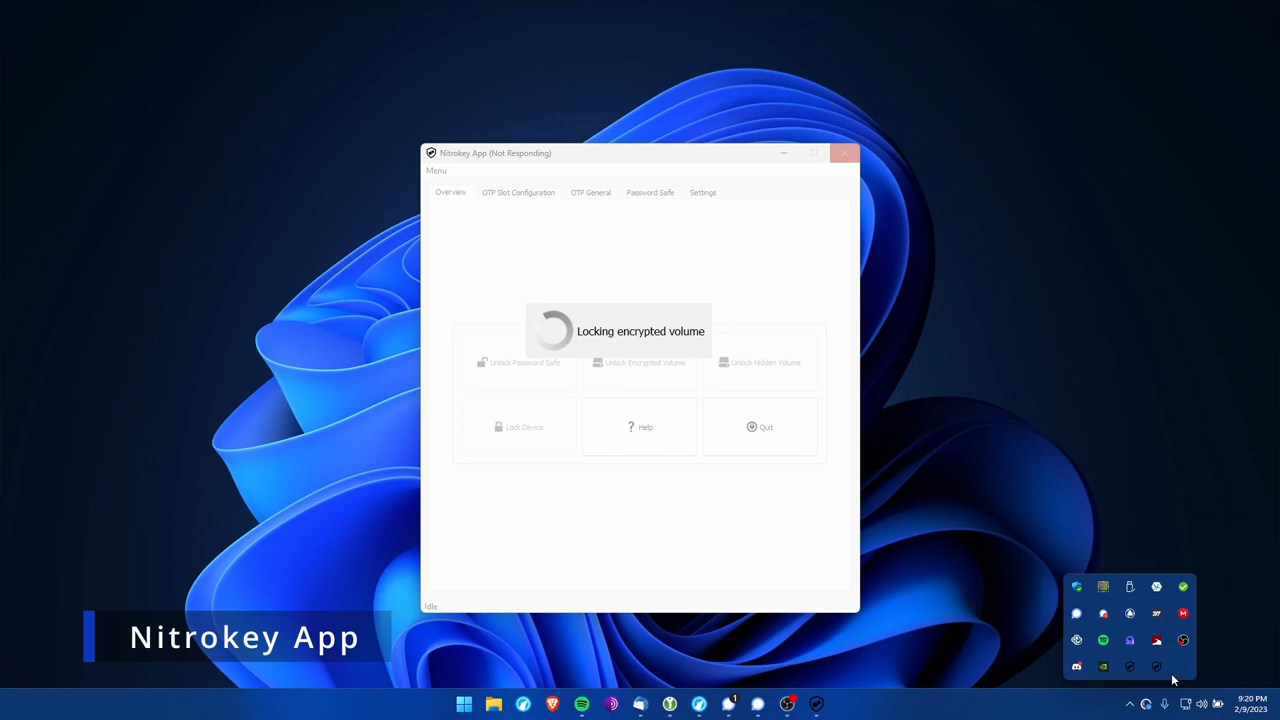 Nitrokey App (Not Responding)
Menu
Overview OTP Slot Configuration OTP General Password Safe Settings
Locking encrypted volume
Unlock Password Safe Unlock Encrypted Volume Unlock Hidden Volume
Lock Device ? Help Quit
Idle
Nitrokey App
1
9:20 PM
2/9/2023